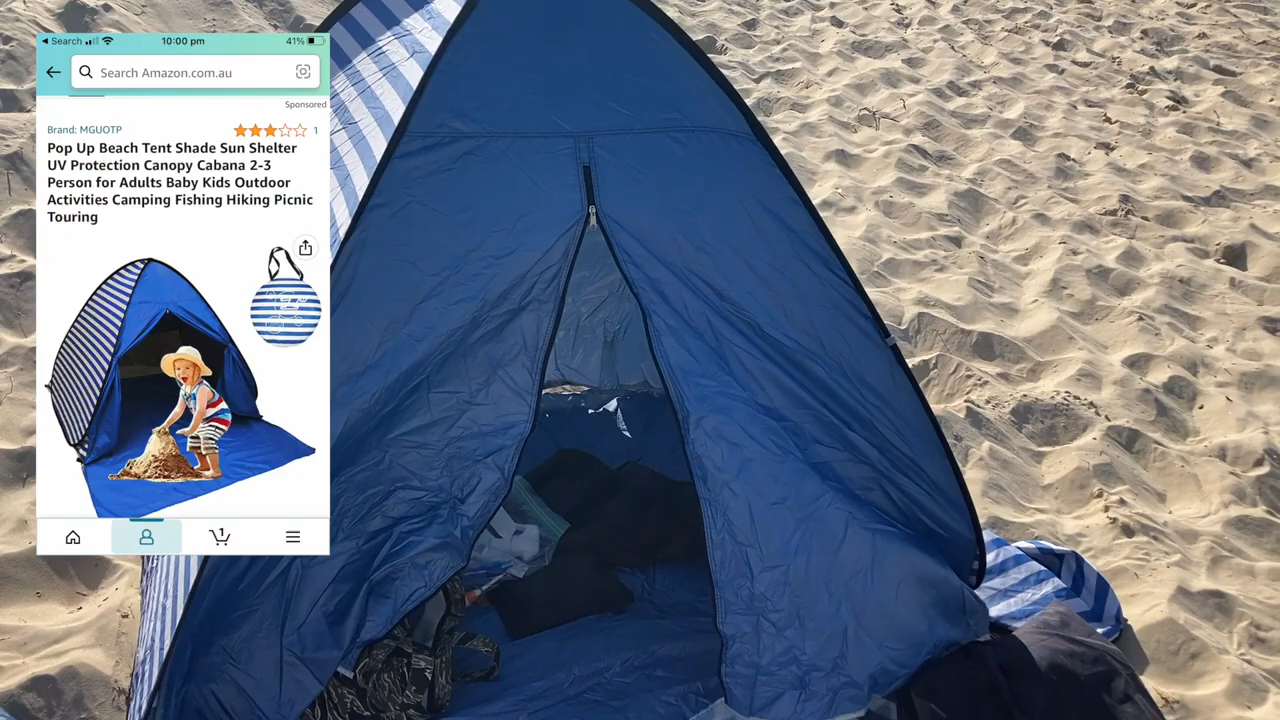 Search
10:00 pm
41%
Search Amazon.com.au
Sponsored
Brand: MGUOTP
1
Pop Up Beach Tent Shade Sun Shelter
UV Protection Canopy Cabana 2-3
Person for Adults Baby Kids Outdoor
Activities Camping Fishing Hiking Picnic
Touring
1